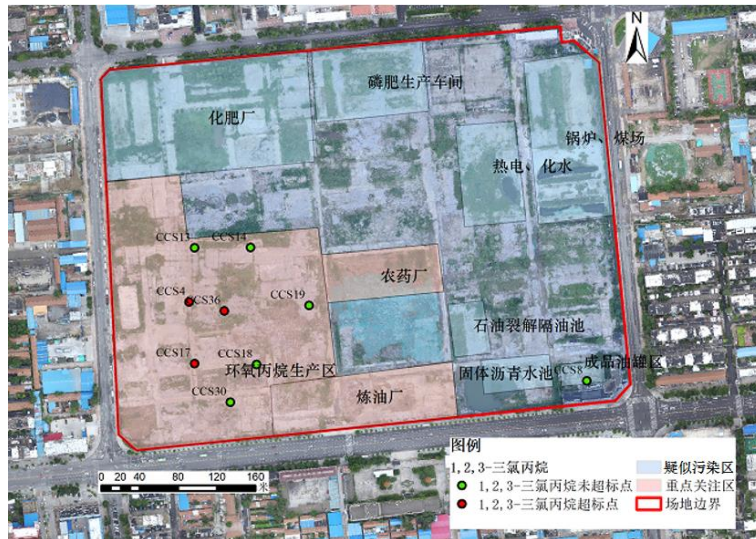 N
磷肥生产车间
化肥厂
锅炉、煤场
热电、化水
CCS13 CCS14
农药厂
CCS4 CCS36 CCS19
石油裂解隔油池
CCS17 CCS18
环氧丙烷生产区
固体沥青水池
成品油罐区
CCS8
炼油厂
CCS30
图例
1,2,3-三氯丙烷
疑似污染区
1,2,3-三氯丙烷未超标点
重点关注区
1,2,3-三氯丙烷超标点
场地边界
0 20 40 80 120 160
米